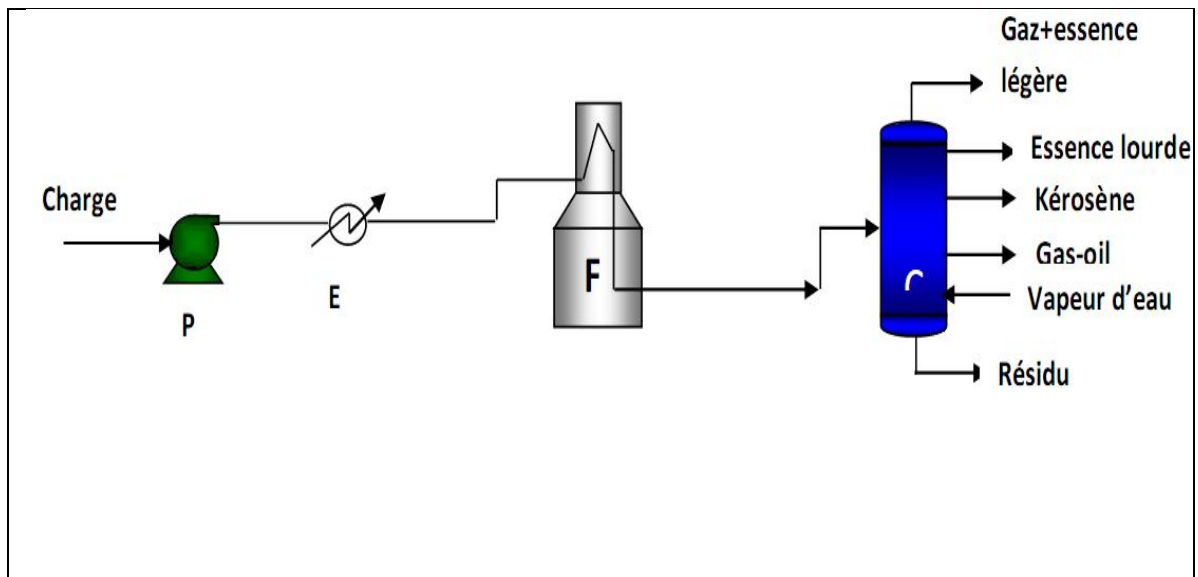 Gaz+essence
légère
Essence lourde
Kérosène
Gas-oil
Vapeur d'eau
Résidu
Charge
P
E
F
C